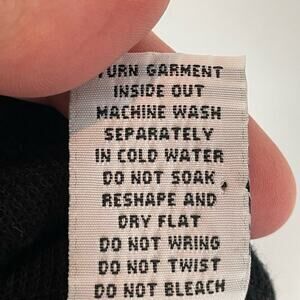 TURN GARMENT
INSIDE OUT
MACHINE WASH
SEPARATELY
IN COLD WATER
DO NOT SOAK,
RESHAPE AND
DRY FLAT
DO NOT WRING
DO NOT TWIST
DO NOT BLEACH